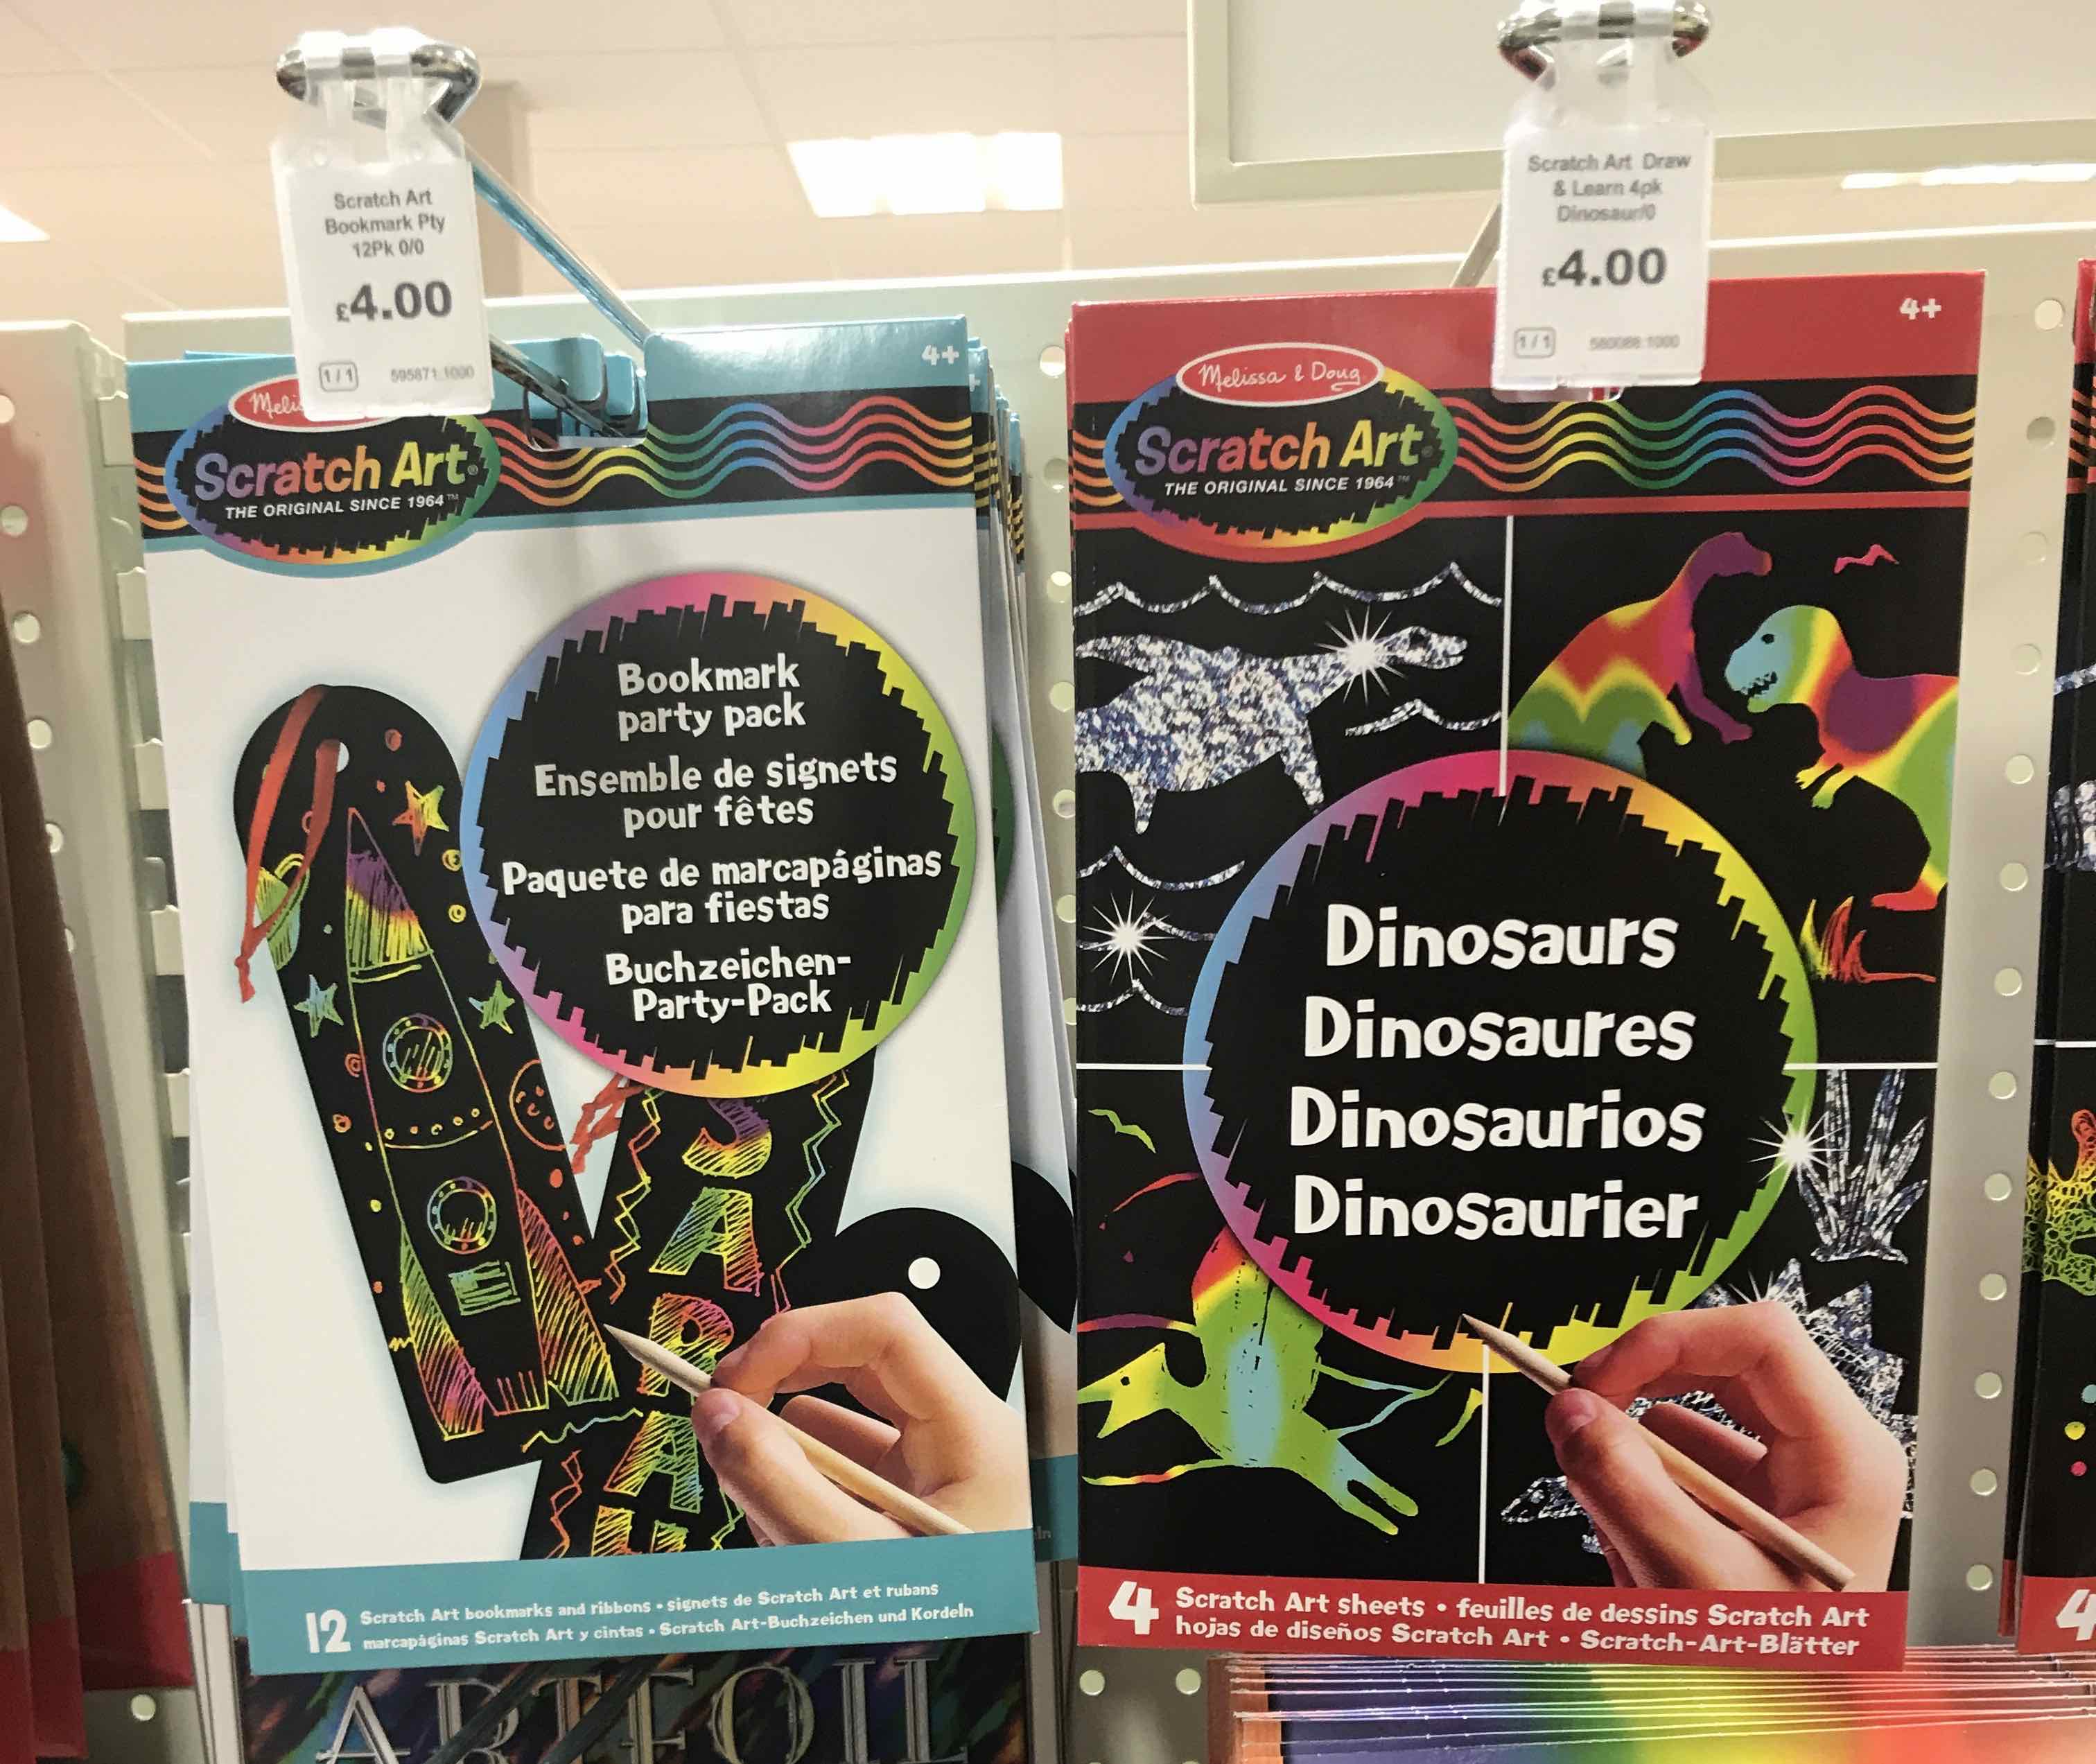 Scratch Art
Bookmark Pty
12Pk 0/0
£4.00
1/1 595871.1000
4+
Scratch Art®
THE ORIGINAL SINCE 1964™
Bookmark
party pack
Ensemble de signets
pour fêtes
Paquete de marcapáginas
para fiestas
Buchzeichen-
Party-Pack
SARAH
12 Scratch Art bookmarks and ribbons • signets de Scratch Art et rubans
marcapáginas Scratch Art y cintas • Scratch Art-Buchzeichen und Kordeln
ARTFOIL
Scratch Art Draw
& Learn 4pk
Dinosaur/0
£4.00
1/1
4+
Melissa & Doug
Scratch Art
THE ORIGINAL SINCE 1964™
Dinosaurs
Dinosaures
Dinosaurios
Dinosaurier
4 Scratch Art sheets • feuilles de dessins Scratch Art
hojas de diseños Scratch Art • Scratch-Art-Blätter
4